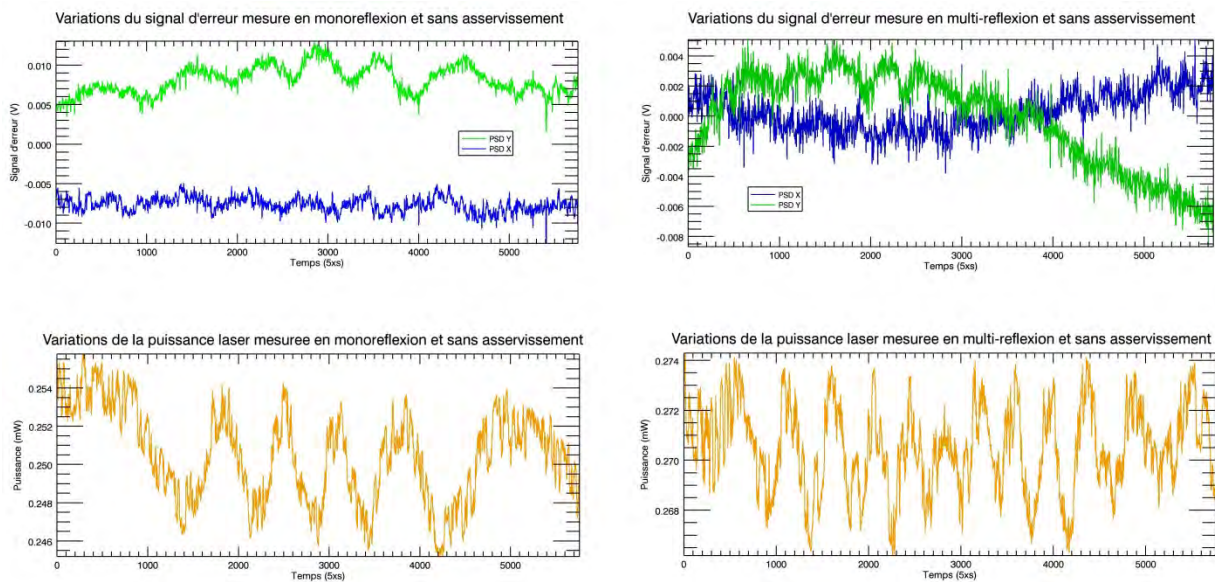 Variations du signal d'erreur mesure en monoreflexion et sans asservissement
0.010
0.005
0.000
-0.005
-0.010
Signal d'erreur (V)
PSD Y
PSD X
0 1000 2000 3000 4000 5000
Temps (5xs)
Variations du signal d'erreur mesure en multi-reflexion et sans asservissement
0.004
0.002
0.000
-0.002
-0.004
-0.006
-0.008
Signal d'erreur (V)
PSD X
PSD Y
0 1000 2000 3000 4000 5000
Temps (5xs)
Variations de la puissance laser mesuree en monoreflexion et sans asservissement
0.254
0.252
0.250
0.248
0.246
Puissance (mW)
0 1000 2000 3000 4000 5000
Temps (5xs)
Variations de la puissance laser mesuree en multi-reflexion et sans asservissement
0.274
0.272
0.270
0.268
Puissance (mW)
0 1000 2000 3000 4000 5000
Temps (5xs)